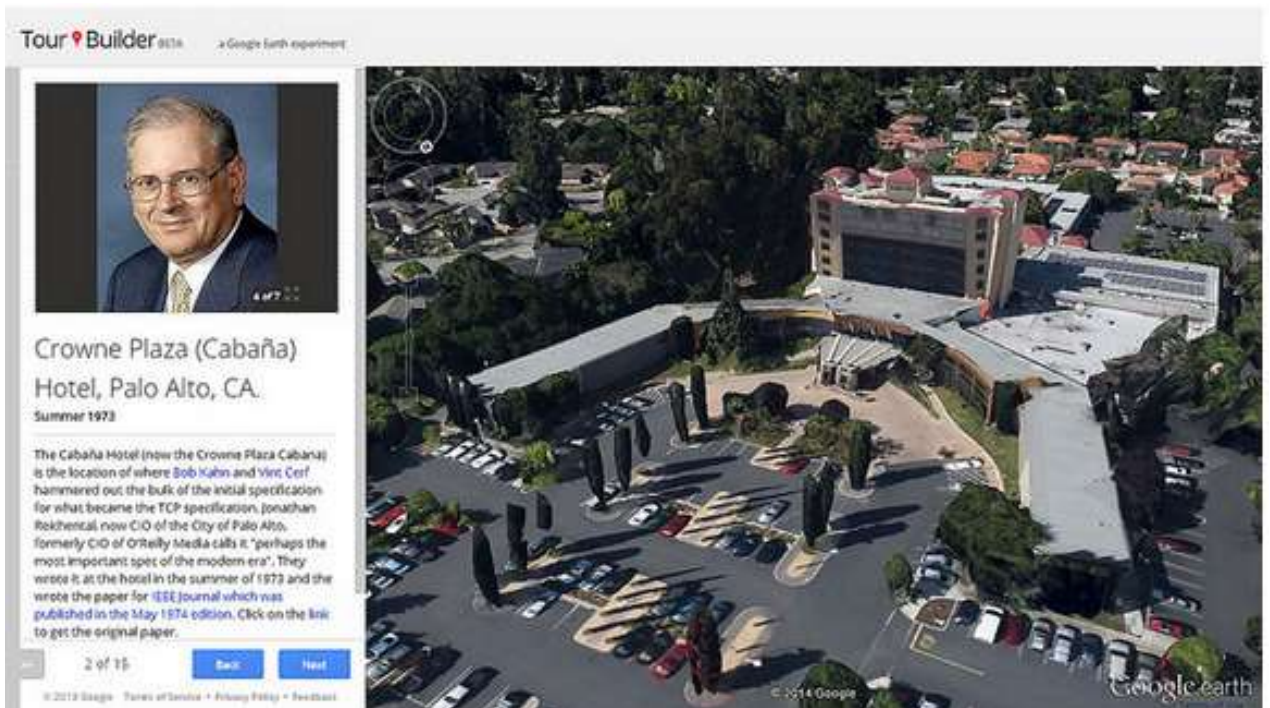 Tour Builder BETA a Google Earth experiment
4 of 7
Crowne Plaza (Cabaña)
Hotel, Palo Alto, CA.
Summer 1973
The Cabaña Hotel (now the Crowne Plaza Cabana)
is the location of where Bob Kahn and Vint Cerf
hammered out the bulk of the initial specification
for what became the TCP specification. Jonathan
Reichental, now CIO of the City of Palo Alto,
formerly CIO of O'Reilly Media calls it "perhaps the
most important spec of the modern era". They
wrote it at the hotel in the summer of 1973 and the
wrote the paper for IEEE Journal which was
published in the May 1974 edition. Click on the link
to get the original paper.
2 of 15
Back
Next
© 2013 Google Terms of Service • Privacy Policy • Feedback
© 2014 Google
Google earth